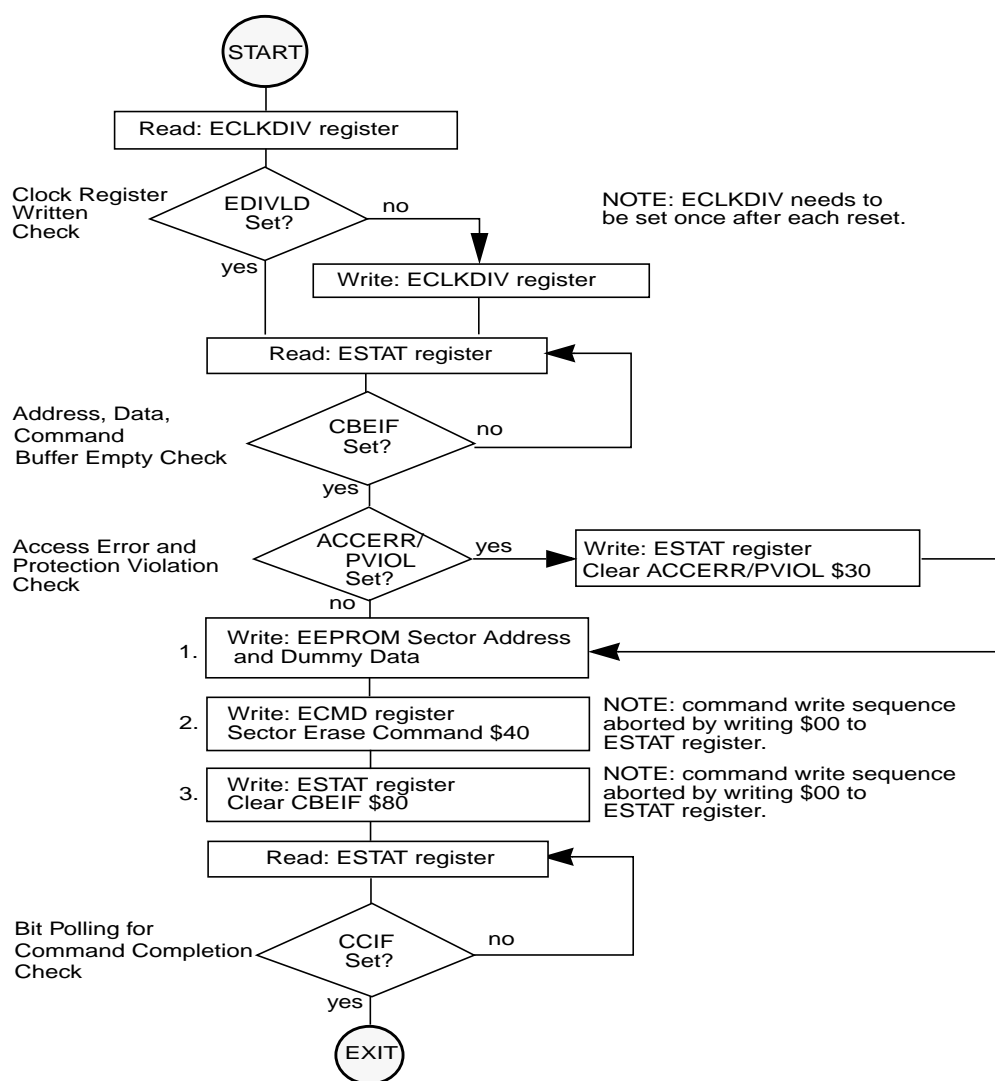 START
Read: ECLKDIV register
Clock Register
Written
Check
EDIVLD
Set?
no
yes
NOTE: ECLKDIV needs to
be set once after each reset.
Write: ECLKDIV register
Read: ESTAT register
Address, Data,
Command
Buffer Empty Check
CBEIF
Set?
no
yes
Access Error and
Protection Violation
Check
ACCERR/
PVIOL
Set?
yes
no
Write: ESTAT register
Clear ACCERR/PVIOL $30
1.
Write: EEPROM Sector Address
and Dummy Data
2.
Write: ECMD register
Sector Erase Command $40
NOTE: command write sequence
aborted by writing $00 to
ESTAT register.
3.
Write: ESTAT register
Clear CBEIF $80
NOTE: command write sequence
aborted by writing $00 to
ESTAT register.
Read: ESTAT register
Bit Polling for
Command Completion
Check
CCIF
Set?
no
yes
EXIT